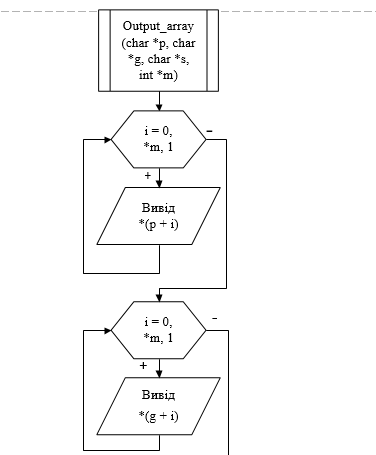 Output_array
(char *p, char
*g, char *s,
int *m)
i = 0,
*m, 1
–
+
Вивід
*(p + i)
i = 0,
*m, 1
–
+
Вивід
*(g + i)